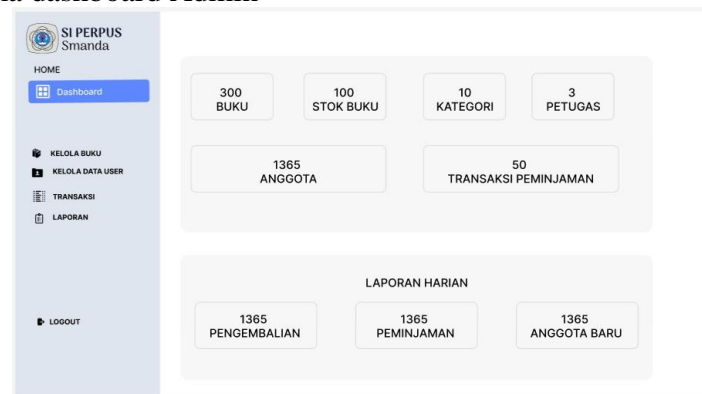 SI PERPUS
Smanda
HOME
Dashboard
KELOLA BUKU
KELOLA DATA USER
TRANSAKSI
LAPORAN
LOGOUT
300
BUKU
100
STOK BUKU
10
KATEGORI
3
PETUGAS
1365
ANGGOTA
50
TRANSAKSI PEMINJAMAN
LAPORAN HARIAN
1365
PENGEMBALIAN
1365
PEMINJAMAN
1365
ANGGOTA BARU